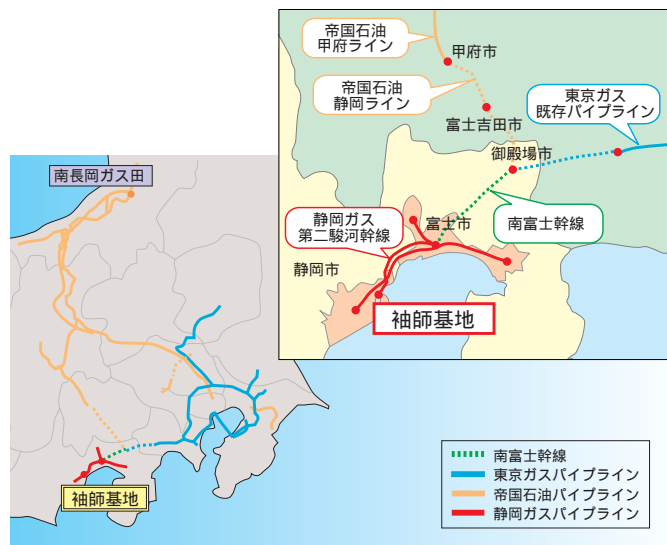 帝国石油
甲府ライン
甲府市
帝国石油
静岡ライン
富士吉田市
東京ガス
既存パイプライン
御殿場市
南長岡ガス田
静岡ガス
第二駿河幹線
富士市
南富士幹線
静岡市
袖師基地
南富士幹線
東京ガスパイプライン
帝国石油パイプライン
静岡ガスパイプライン
袖師基地